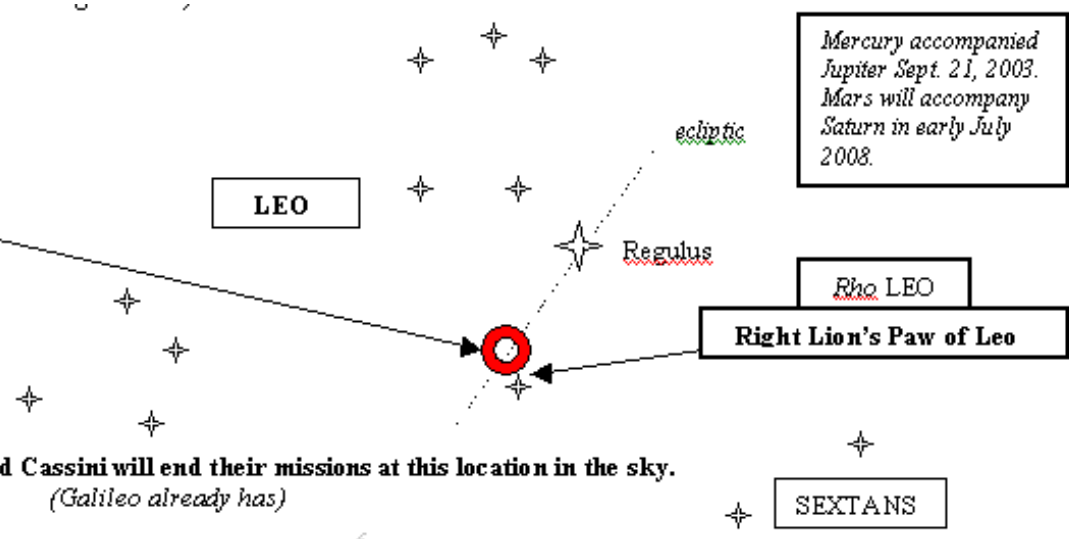 Mercury accompanied
Jupiter Sept. 21, 2003.
Mars will accompany
Saturn in early July
2008.
ecliptic
LEO
Regulus
Rho LEO
Right Lion's Paw of Leo
d Cassini will end their missions at this location in the sky.
(Galileo already has)
SEXTANS